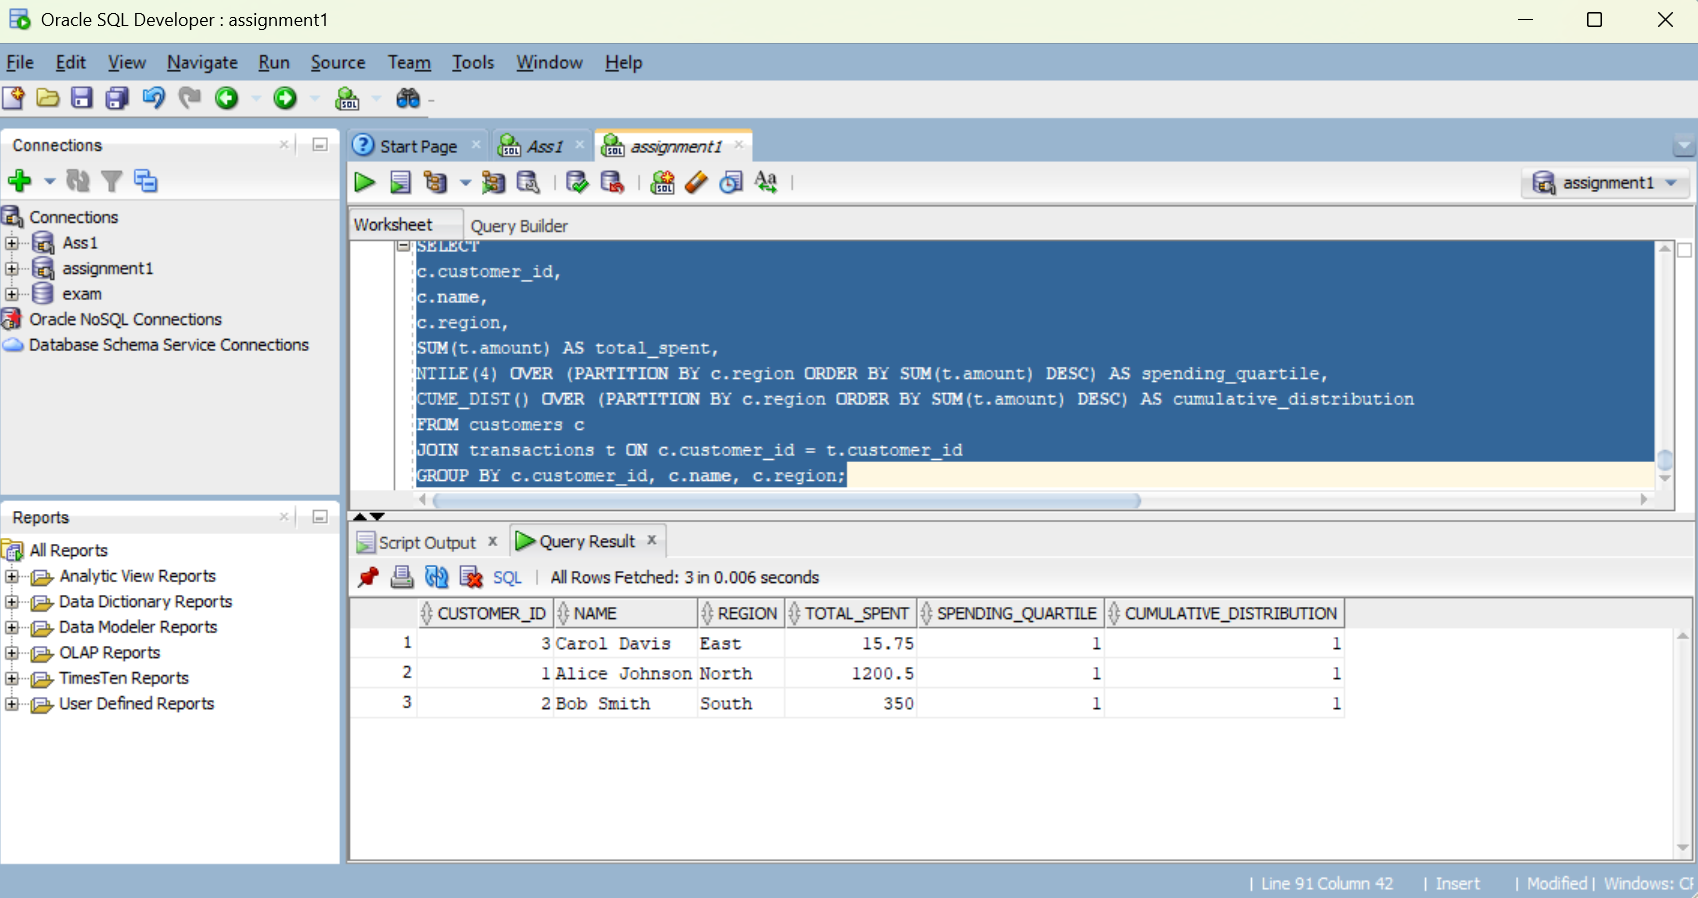 Oracle SQL Developer : assignment1
File Edit View Navigate Run Source Team Tools Window Help
Connections
Connections
Ass1
assignment1
exam
Oracle NoSQL Connections
Database Schema Service Connections
Reports
All Reports
Analytic View Reports
Data Dictionary Reports
Data Modeler Reports
OLAP Reports
TimesTen Reports
User Defined Reports
Start Page Ass1 assignment1
assignment1
Worksheet Query Builder
SELECT
c.customer_id,
c.name,
c.region,
SUM(t.amount) AS total_spent,
NTILE(4) OVER (PARTITION BY c.region ORDER BY SUM(t.amount) DESC) AS spending_quartile,
CUME_DIST() OVER (PARTITION BY c.region ORDER BY SUM(t.amount) DESC) AS cumulative_distribution
FROM customers c
JOIN transactions t ON c.customer_id = t.customer_id
GROUP BY c.customer_id, c.name, c.region;
Script Output x Query Result x
SQL | All Rows Fetched: 3 in 0.006 seconds
CUSTOMER_ID NAME REGION TOTAL_SPENT SPENDING_QUARTILE CUMULATIVE_DISTRIBUTION
1 3 Carol Davis East 15.75 1 1
2 1 Alice Johnson North 1200.5 1 1
3 2 Bob Smith South 350 1 1
| Line 91 Column 42 | Insert | Modified | Windows: CF